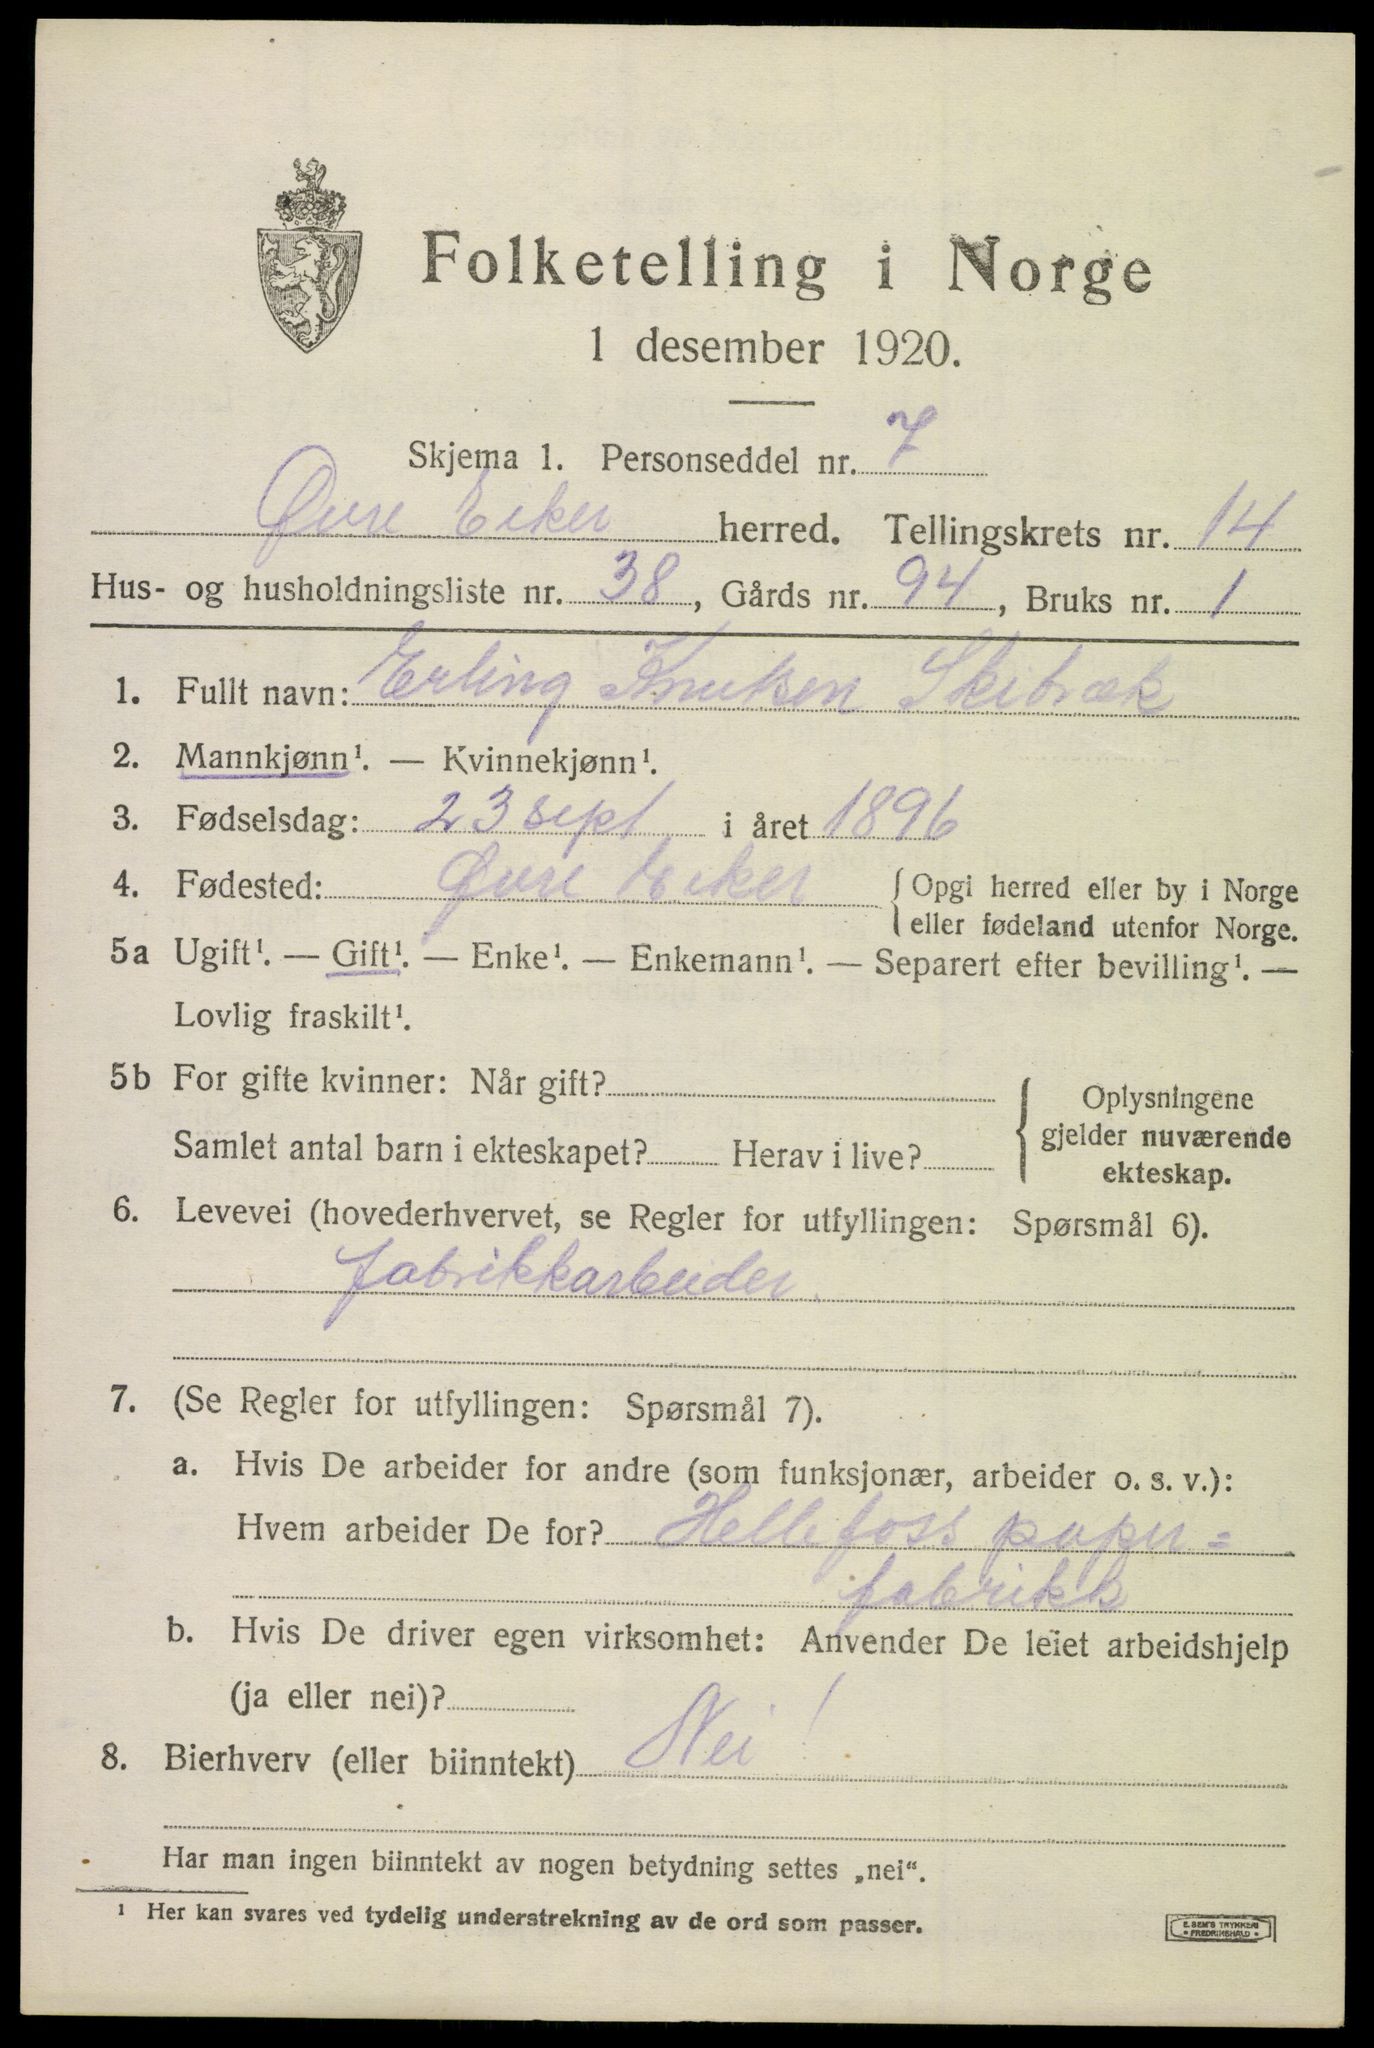 Folketelling i Norge
1 desember 1920.
Skjema 1. Personseddel nr. 7
Øvre Eiker herred. Tellingskrets nr. 14
Hus- og husholdningsliste nr. 38, Gårds nr. 94, Bruks nr. 1
1. Fullt navn: Erling Knutsen Skibræk
2. Mannkjønn¹. — Kvinnekjønn¹.
3. Fødselsdag: 23 sept i året 1896
4. Fødested: Øvre Eiker { Opgi herred eller by i Norge
eller fødeland utenfor Norge.
5a Ugift¹. — Gift¹. — Enke¹. — Enkemann¹. — Separert efter bevilling¹. —
Lovlig fraskilt¹.
5b For gifte kvinner: Når gift?
Samlet antal barn i ekteskapet? Herav i live?
{ Oplysningene
gjelder nuværende
ekteskap.
6. Levevei (hovederhvervet, se Regler for utfyllingen: Spørsmål 6).
fabrikkarbeider.
7. (Se Regler for utfyllingen: Spørsmål 7).
a. Hvis De arbeider for andre (som funksjonær, arbeider o. s. v.):
Hvem arbeider De for? Hellefoss papir=
fabrikk
b. Hvis De driver egen virksomhet: Anvender De leiet arbeidshjelp
(ja eller nei)?
8. Bierhverv (eller biinntekt) Nei!
Har man ingen biinntekt av nogen betydning settes „nei“.
¹ Her kan svares ved tydelig understrekning av de ord som passer.
E. SEM'S TRYKKERI
• FREDRIKSHALD •